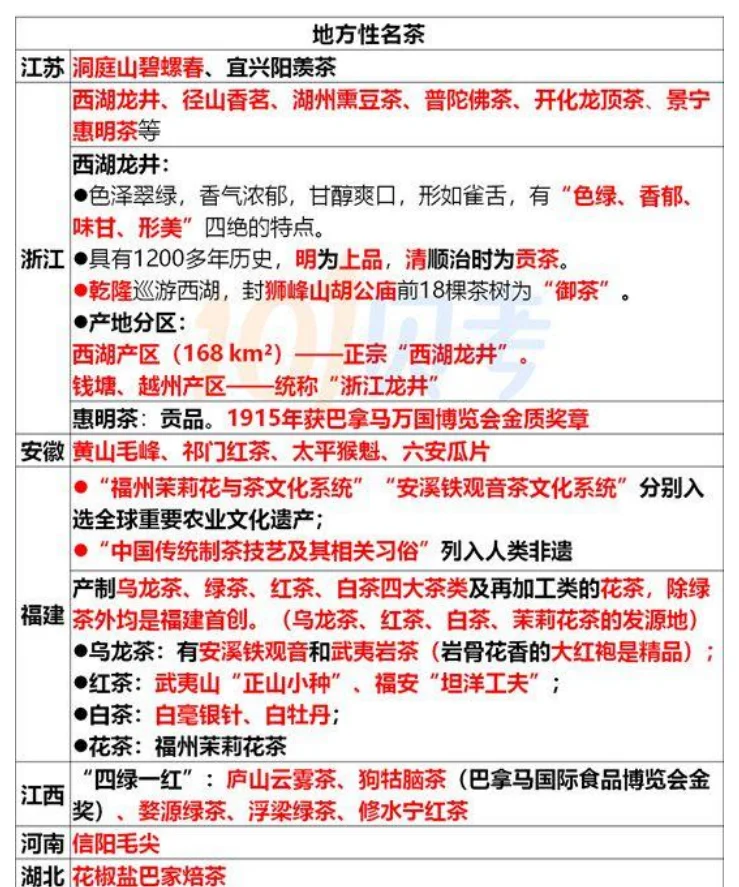 地方性名茶
江苏 洞庭山碧螺春、宜兴阳羡茶
西湖龙井、径山香茗、湖州熏豆茶、普陀佛茶、开化龙顶茶、景宁
惠明茶等
西湖龙井：
●色泽翠绿，香气浓郁，甘醇爽口，形如雀舌，有“色绿、香郁、
味甘、形美”四绝的特点。
浙江 ●具有1200多年历史，明为上品，清顺治时为贡茶。
●乾隆巡游西湖，封狮峰山胡公庙前18棵茶树为“御茶”。
●产地分区：
西湖产区（168 km²）——正宗“西湖龙井”。
钱塘、越州产区——统称“浙江龙井”
惠明茶：贡品。1915年获巴拿马万国博览会金质奖章
安徽 黄山毛峰、祁门红茶、太平猴魁、六安瓜片
●“福州茉莉花与茶文化系统”“安溪铁观音茶文化系统”分别入
选全球重要农业文化遗产；
●“中国传统制茶技艺及其相关习俗”列入人类非遗
产制乌龙茶、绿茶、红茶、白茶四大茶类及再加工类的花茶，除绿
福建 茶外均是福建首创。（乌龙茶、红茶、白茶、茉莉花茶的发源地）
●乌龙茶：有安溪铁观音和武夷岩茶（岩骨花香的大红袍是精品）；
●红茶：武夷山“正山小种”、福安“坦洋工夫”；
●白茶：白毫银针、白牡丹；
●花茶：福州茉莉花茶
江西 “四绿一红”：庐山云雾茶、狗牯脑茶（巴拿马国际食品博览会金
奖）、婺源绿茶、浮梁绿茶、修水宁红茶
河南 信阳毛尖
湖北 花椒盐巴家焙茶